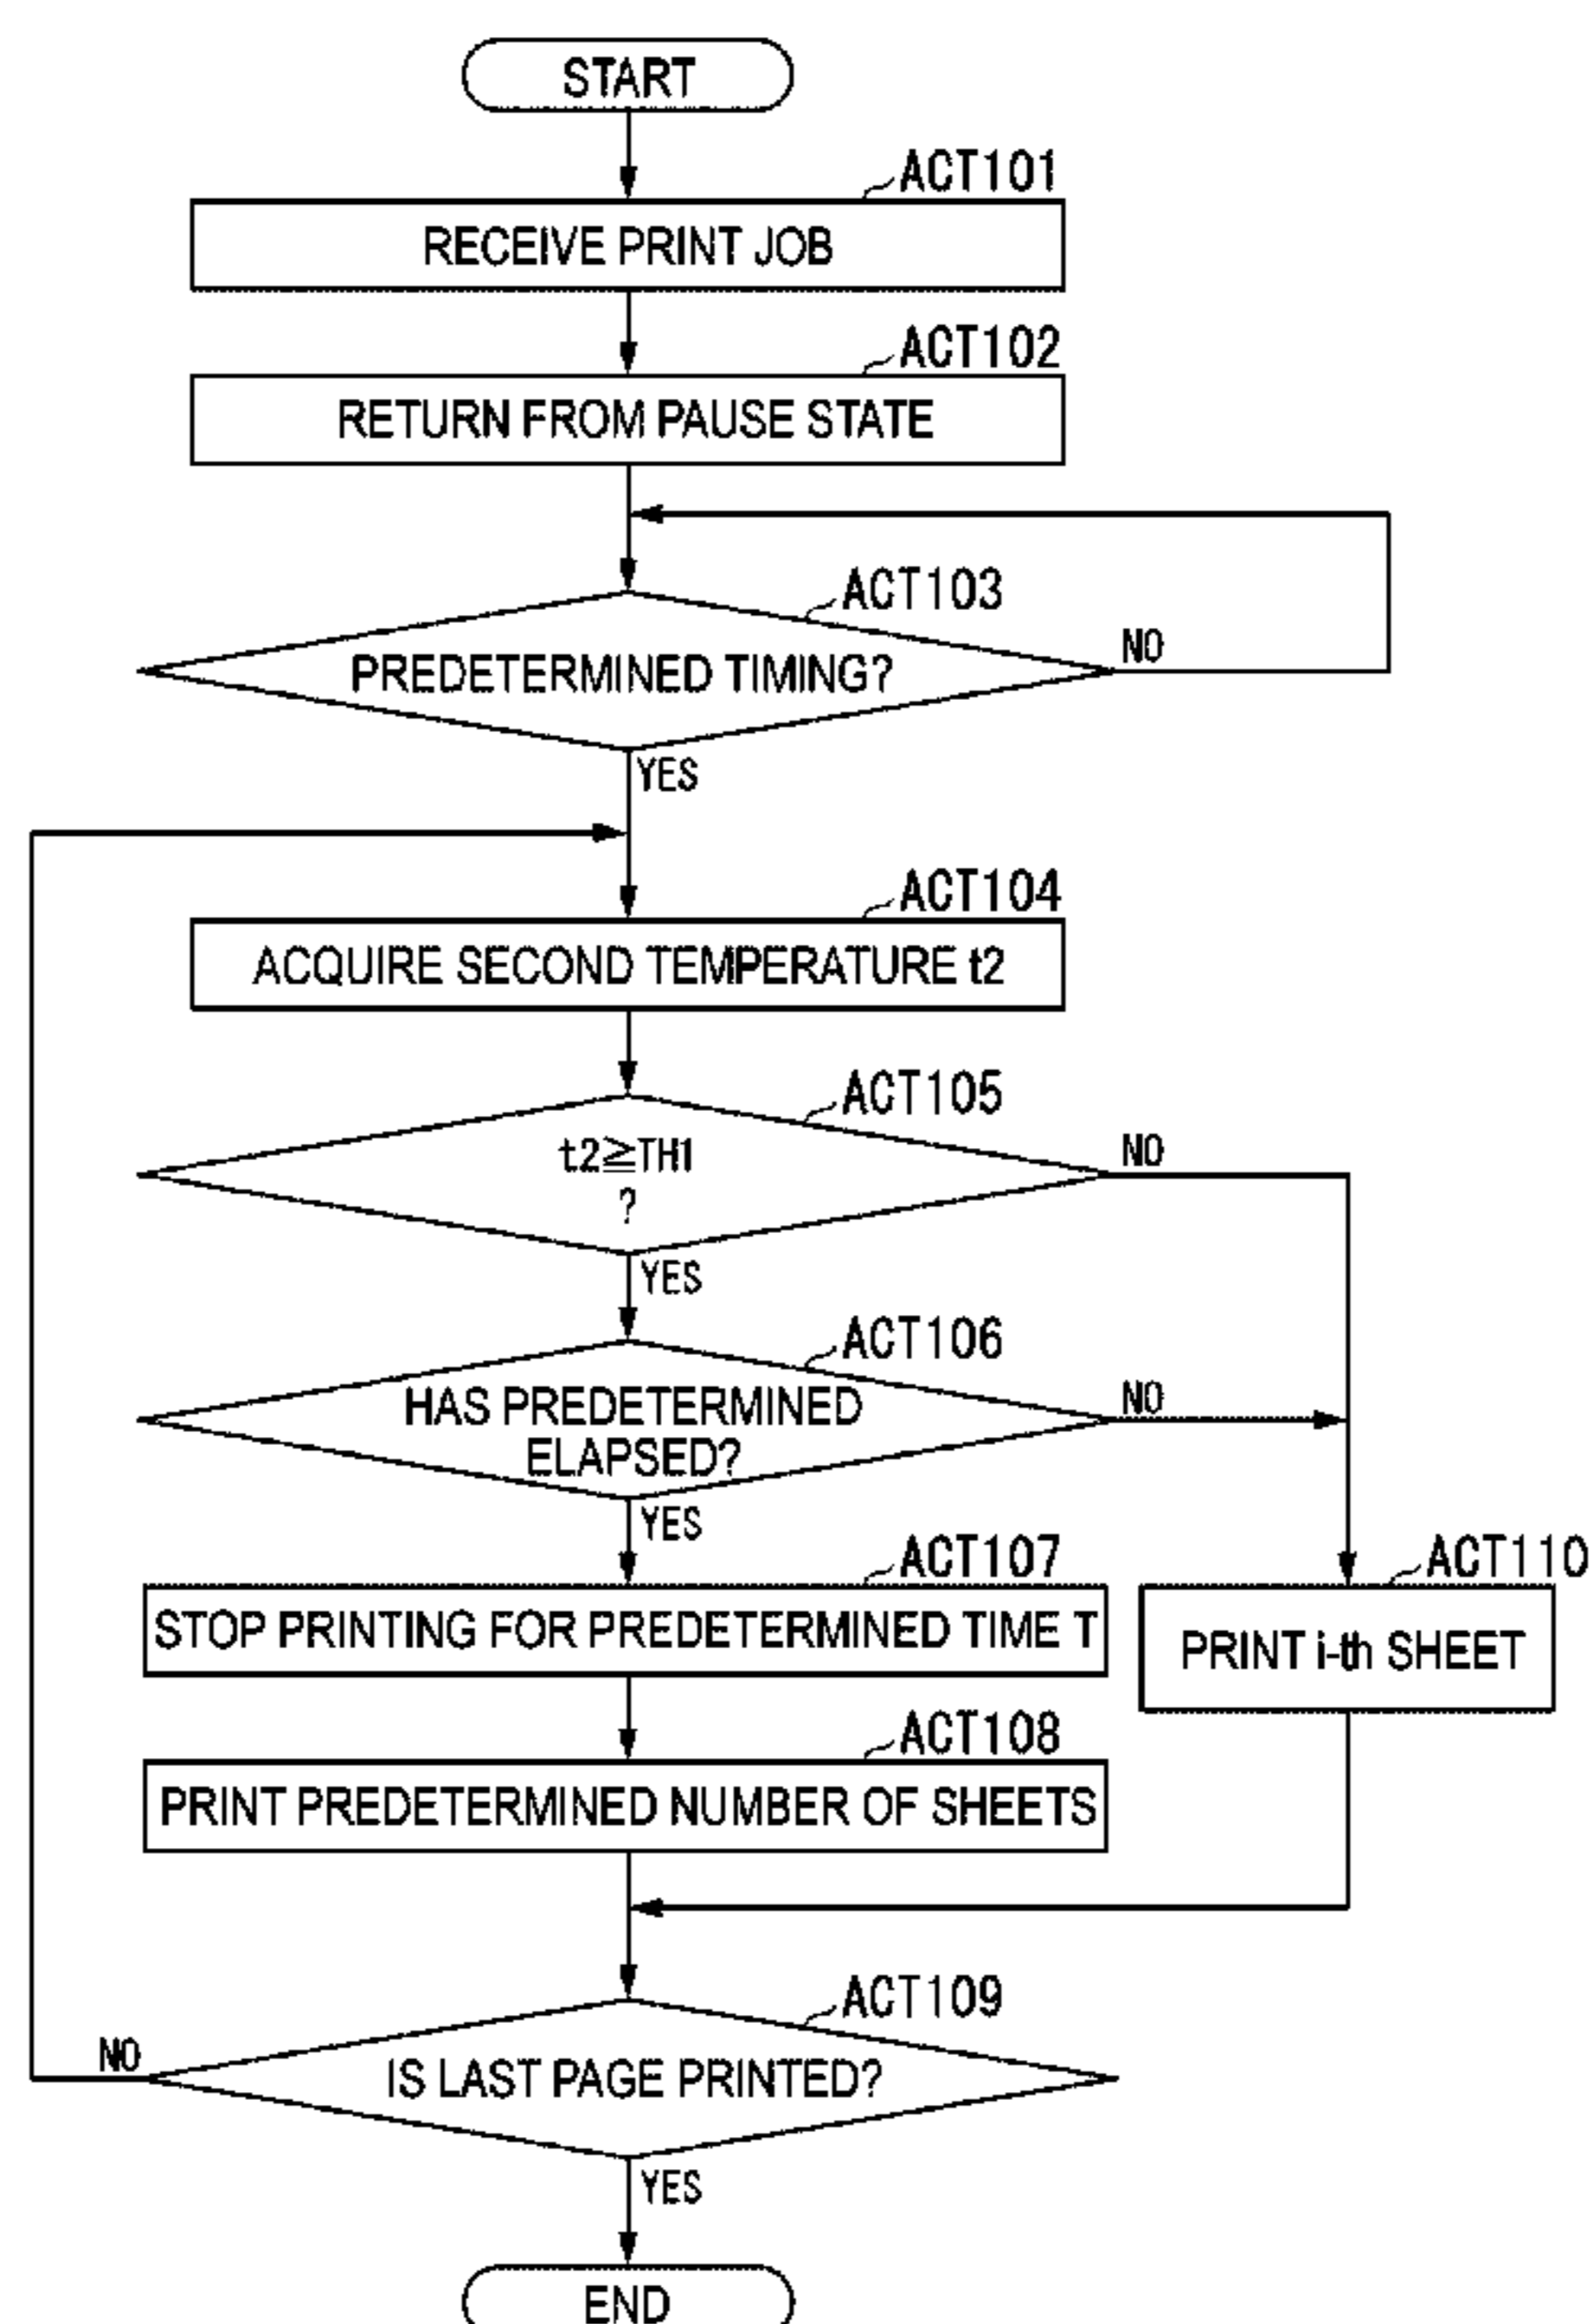 START
ACT101
RECEIVE PRINT JOB
ACT102
RETURN FROM PAUSE STATE
ACT103
PREDETERMINED TIMING?
NO
YES
ACT104
ACQUIRE SECOND TEMPERATURE t2
ACT105
t2≧TH1
?
NO
YES
ACT106
HAS PREDETERMINED
ELAPSED?
NO
YES
ACT107
STOP PRINTING FOR PREDETERMINED TIME T
ACT110
PRINT i-th SHEET
ACT108
PRINT PREDETERMINED NUMBER OF SHEETS
ACT109
IS LAST PAGE PRINTED?
NO
YES
END